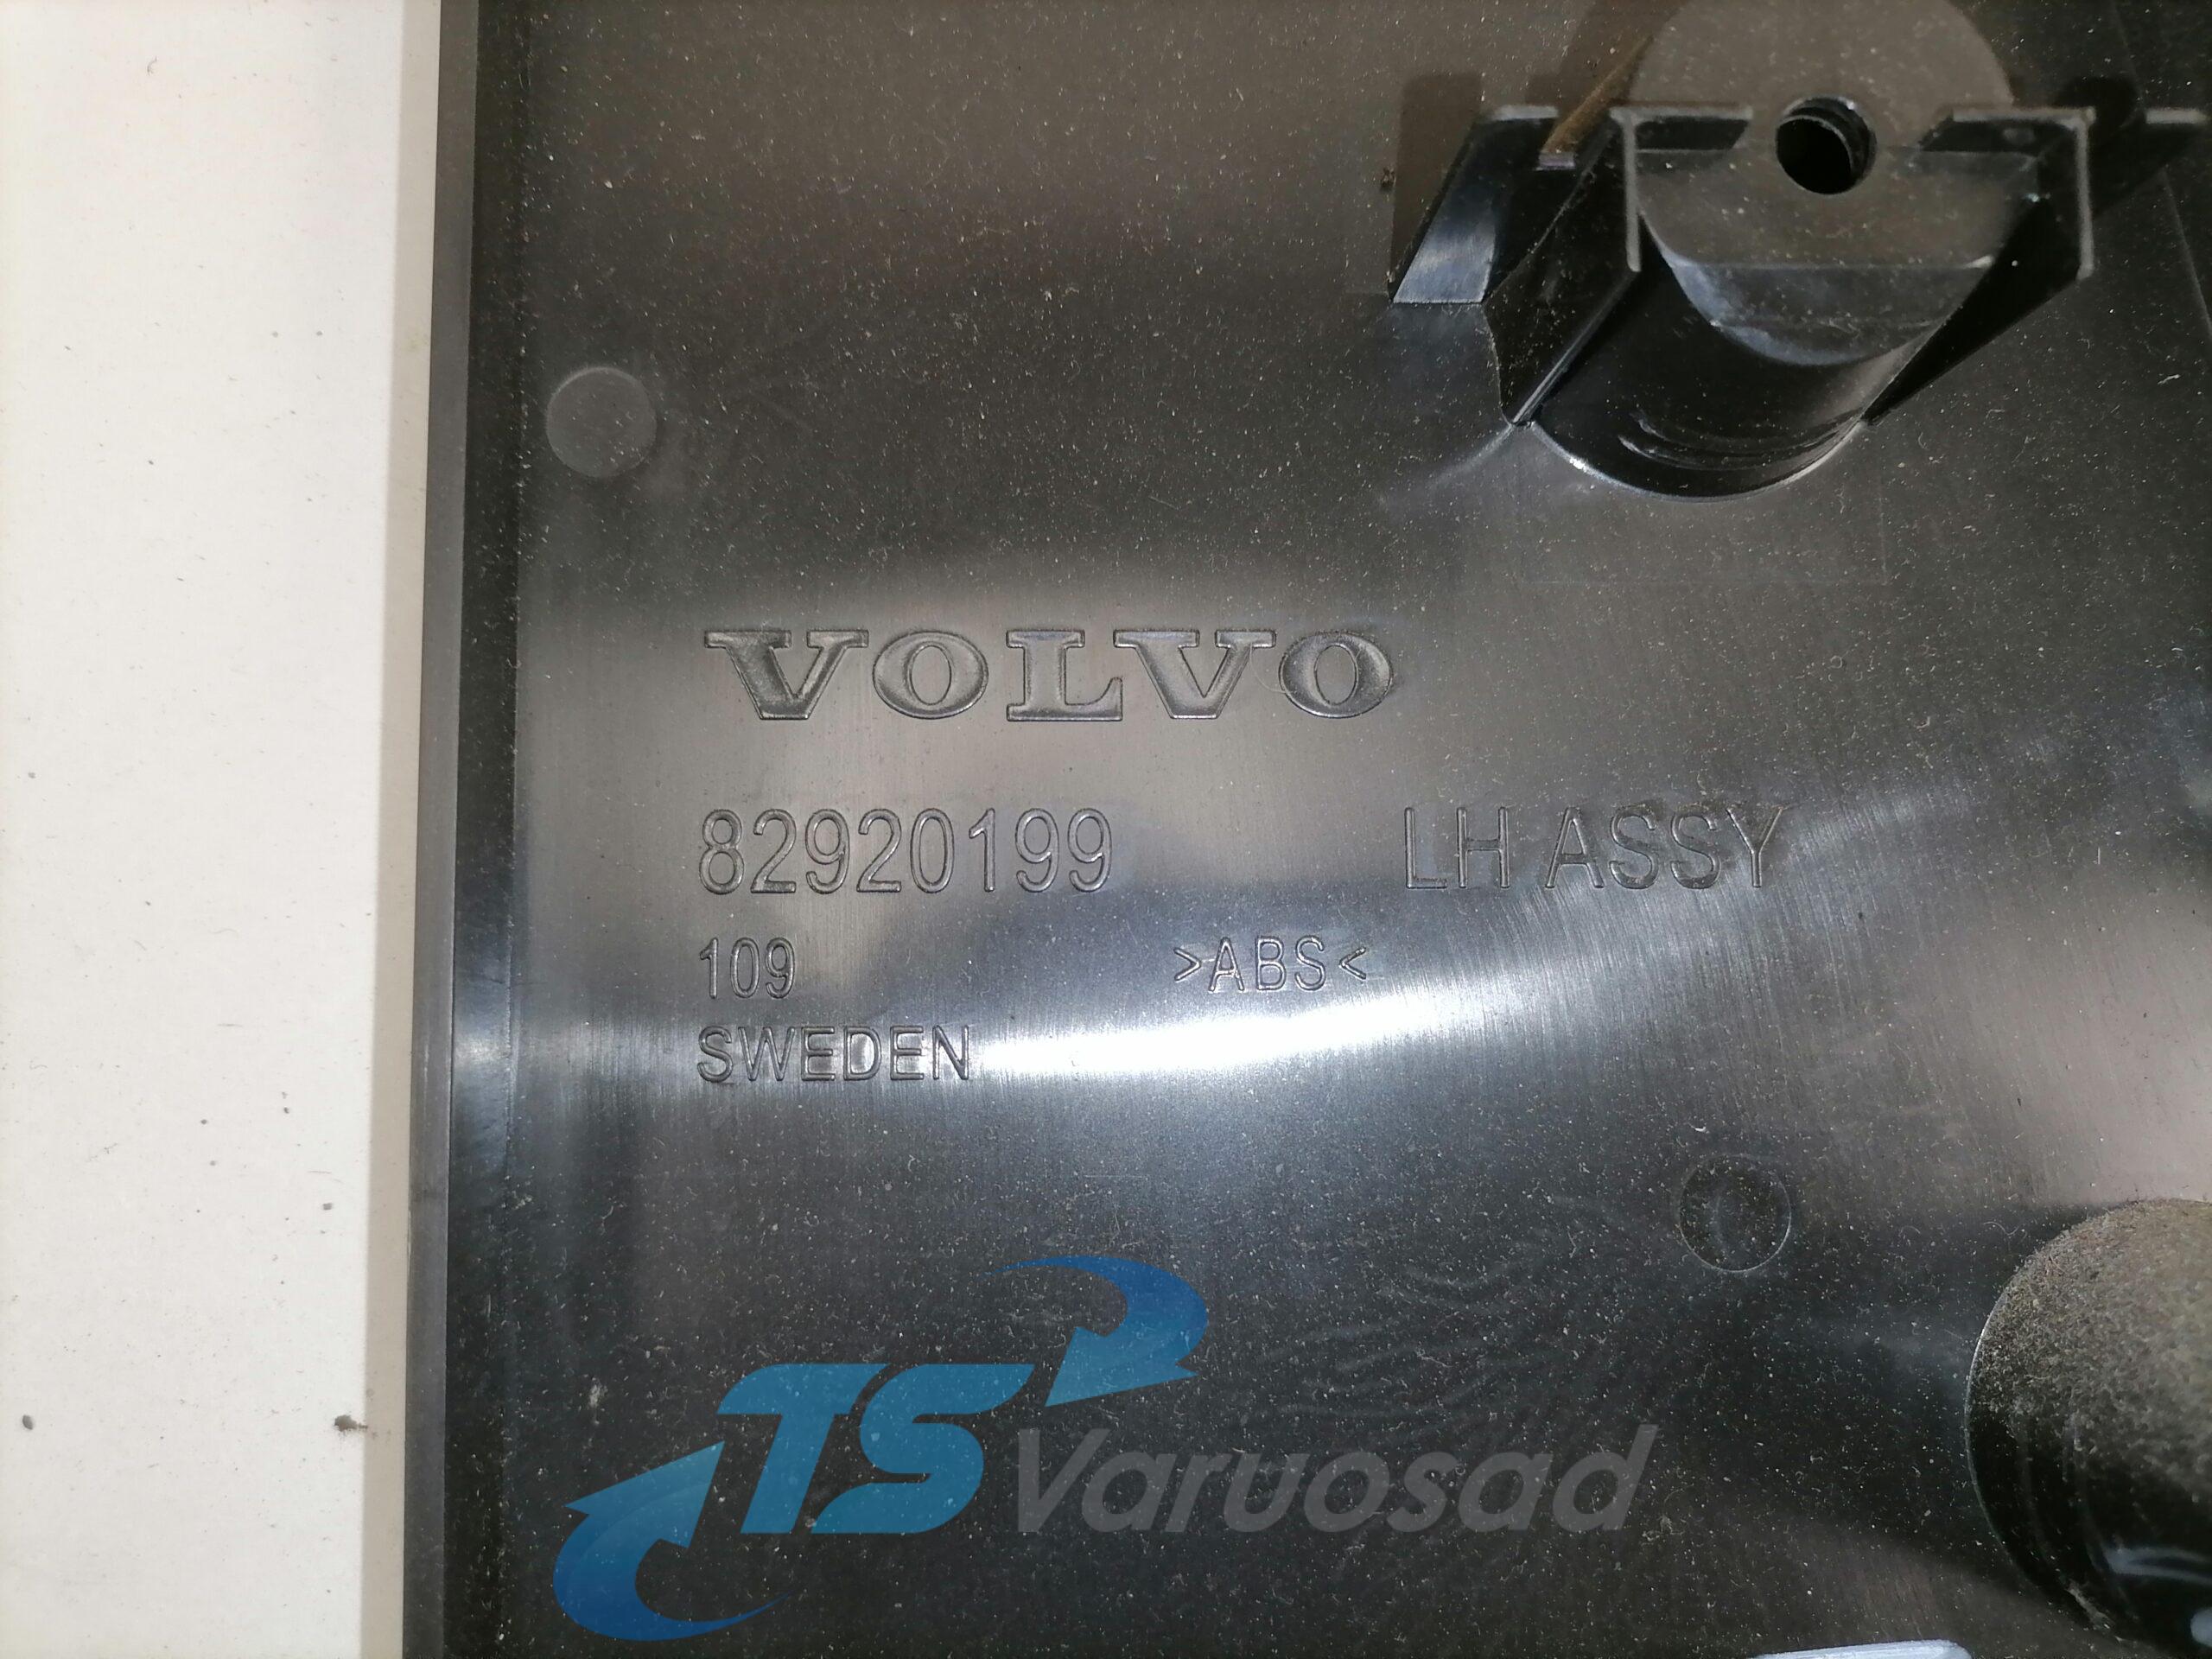 VOLVO
82920199 LH ASSY
109 >ABS<
SWEDEN
TS Varuosad